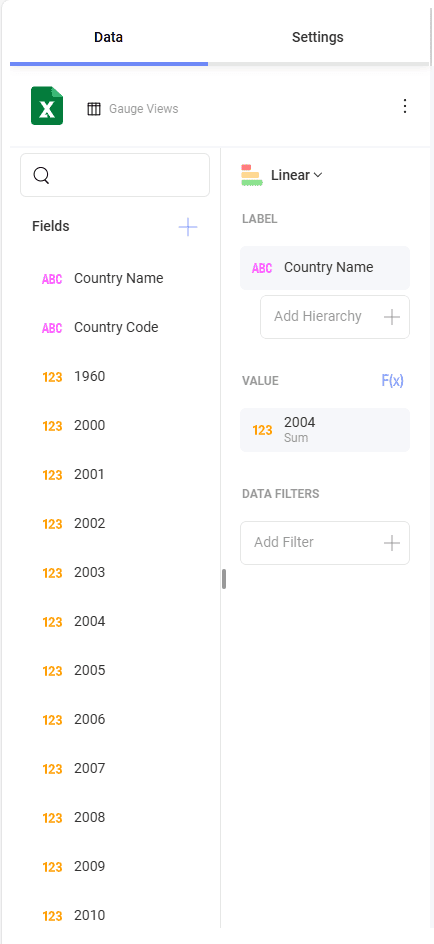 Data
Settings
X
Gauge Views
Fields
ABC Country Name
ABC Country Code
123 1960
123 2000
123 2001
123 2002
123 2003
123 2004
123 2005
123 2006
123 2007
123 2008
123 2009
123 2010
Linear
LABEL
ABC Country Name
Add Hierarchy
VALUE
F(x)
123 2004
Sum
DATA FILTERS
Add Filter